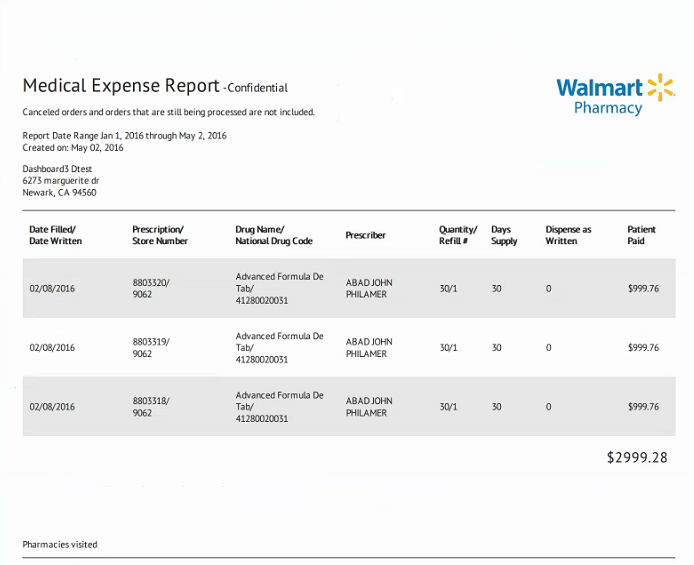 Medical Expense Report -Confidential
Walmart
Pharmacy
Canceled orders and orders that are still being processed are not included.
Report Date Range Jan 1, 2016 through May 2, 2016
Created on: May 02, 2016
Dashboard3 Dtest
6273 marguerite dr
Newark, CA 94560
Date Filled/ Prescription/ Drug Name/ Prescriber Quantity/ Days Dispense as Patient
Date Written Store Number National Drug Code Refill # Supply Written Paid
02/08/2016 8803320/ Advanced Formula De ABAD JOHN 30/1 30 0 $999.76
9062 Tab/ PHILAMER
41280020031
02/08/2016 8803319/ Advanced Formula De ABAD JOHN 30/1 30 0 $999.76
9062 Tab/ PHILAMER
41280020031
02/08/2016 8803318/ Advanced Formula De ABAD JOHN 30/1 30 0 $999.76
9062 Tab/ PHILAMER
41280020031
$2999.28
Pharmacies visited